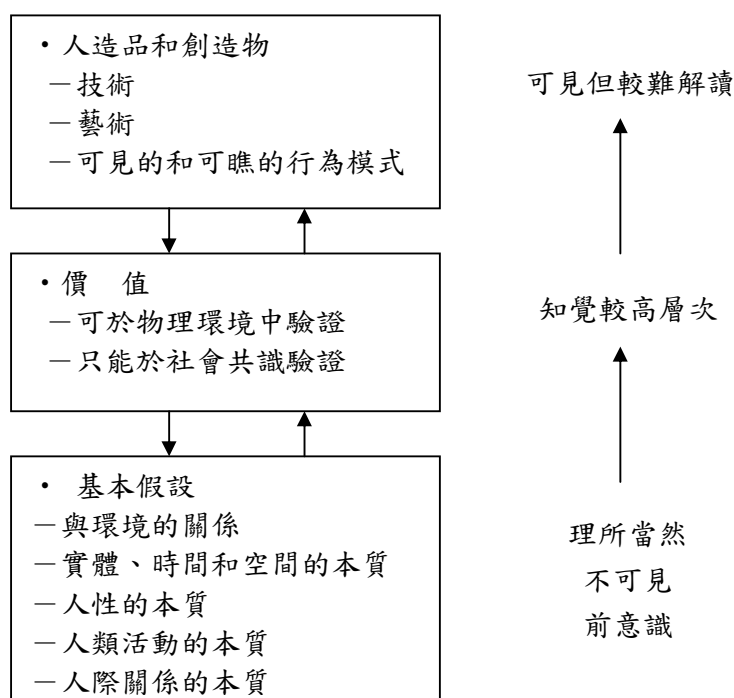 ・人造品和創造物
－技術
－藝術
－可見的和可瞧的行為模式
可見但較難解讀
・價　值
－可於物理環境中驗證
－只能於社會共識驗證
知覺較高層次
・ 基本假設
－與環境的關係
－實體、時間和空間的本質
－人性的本質
－人類活動的本質
－人際關係的本質
理所當然
不可見
前意識